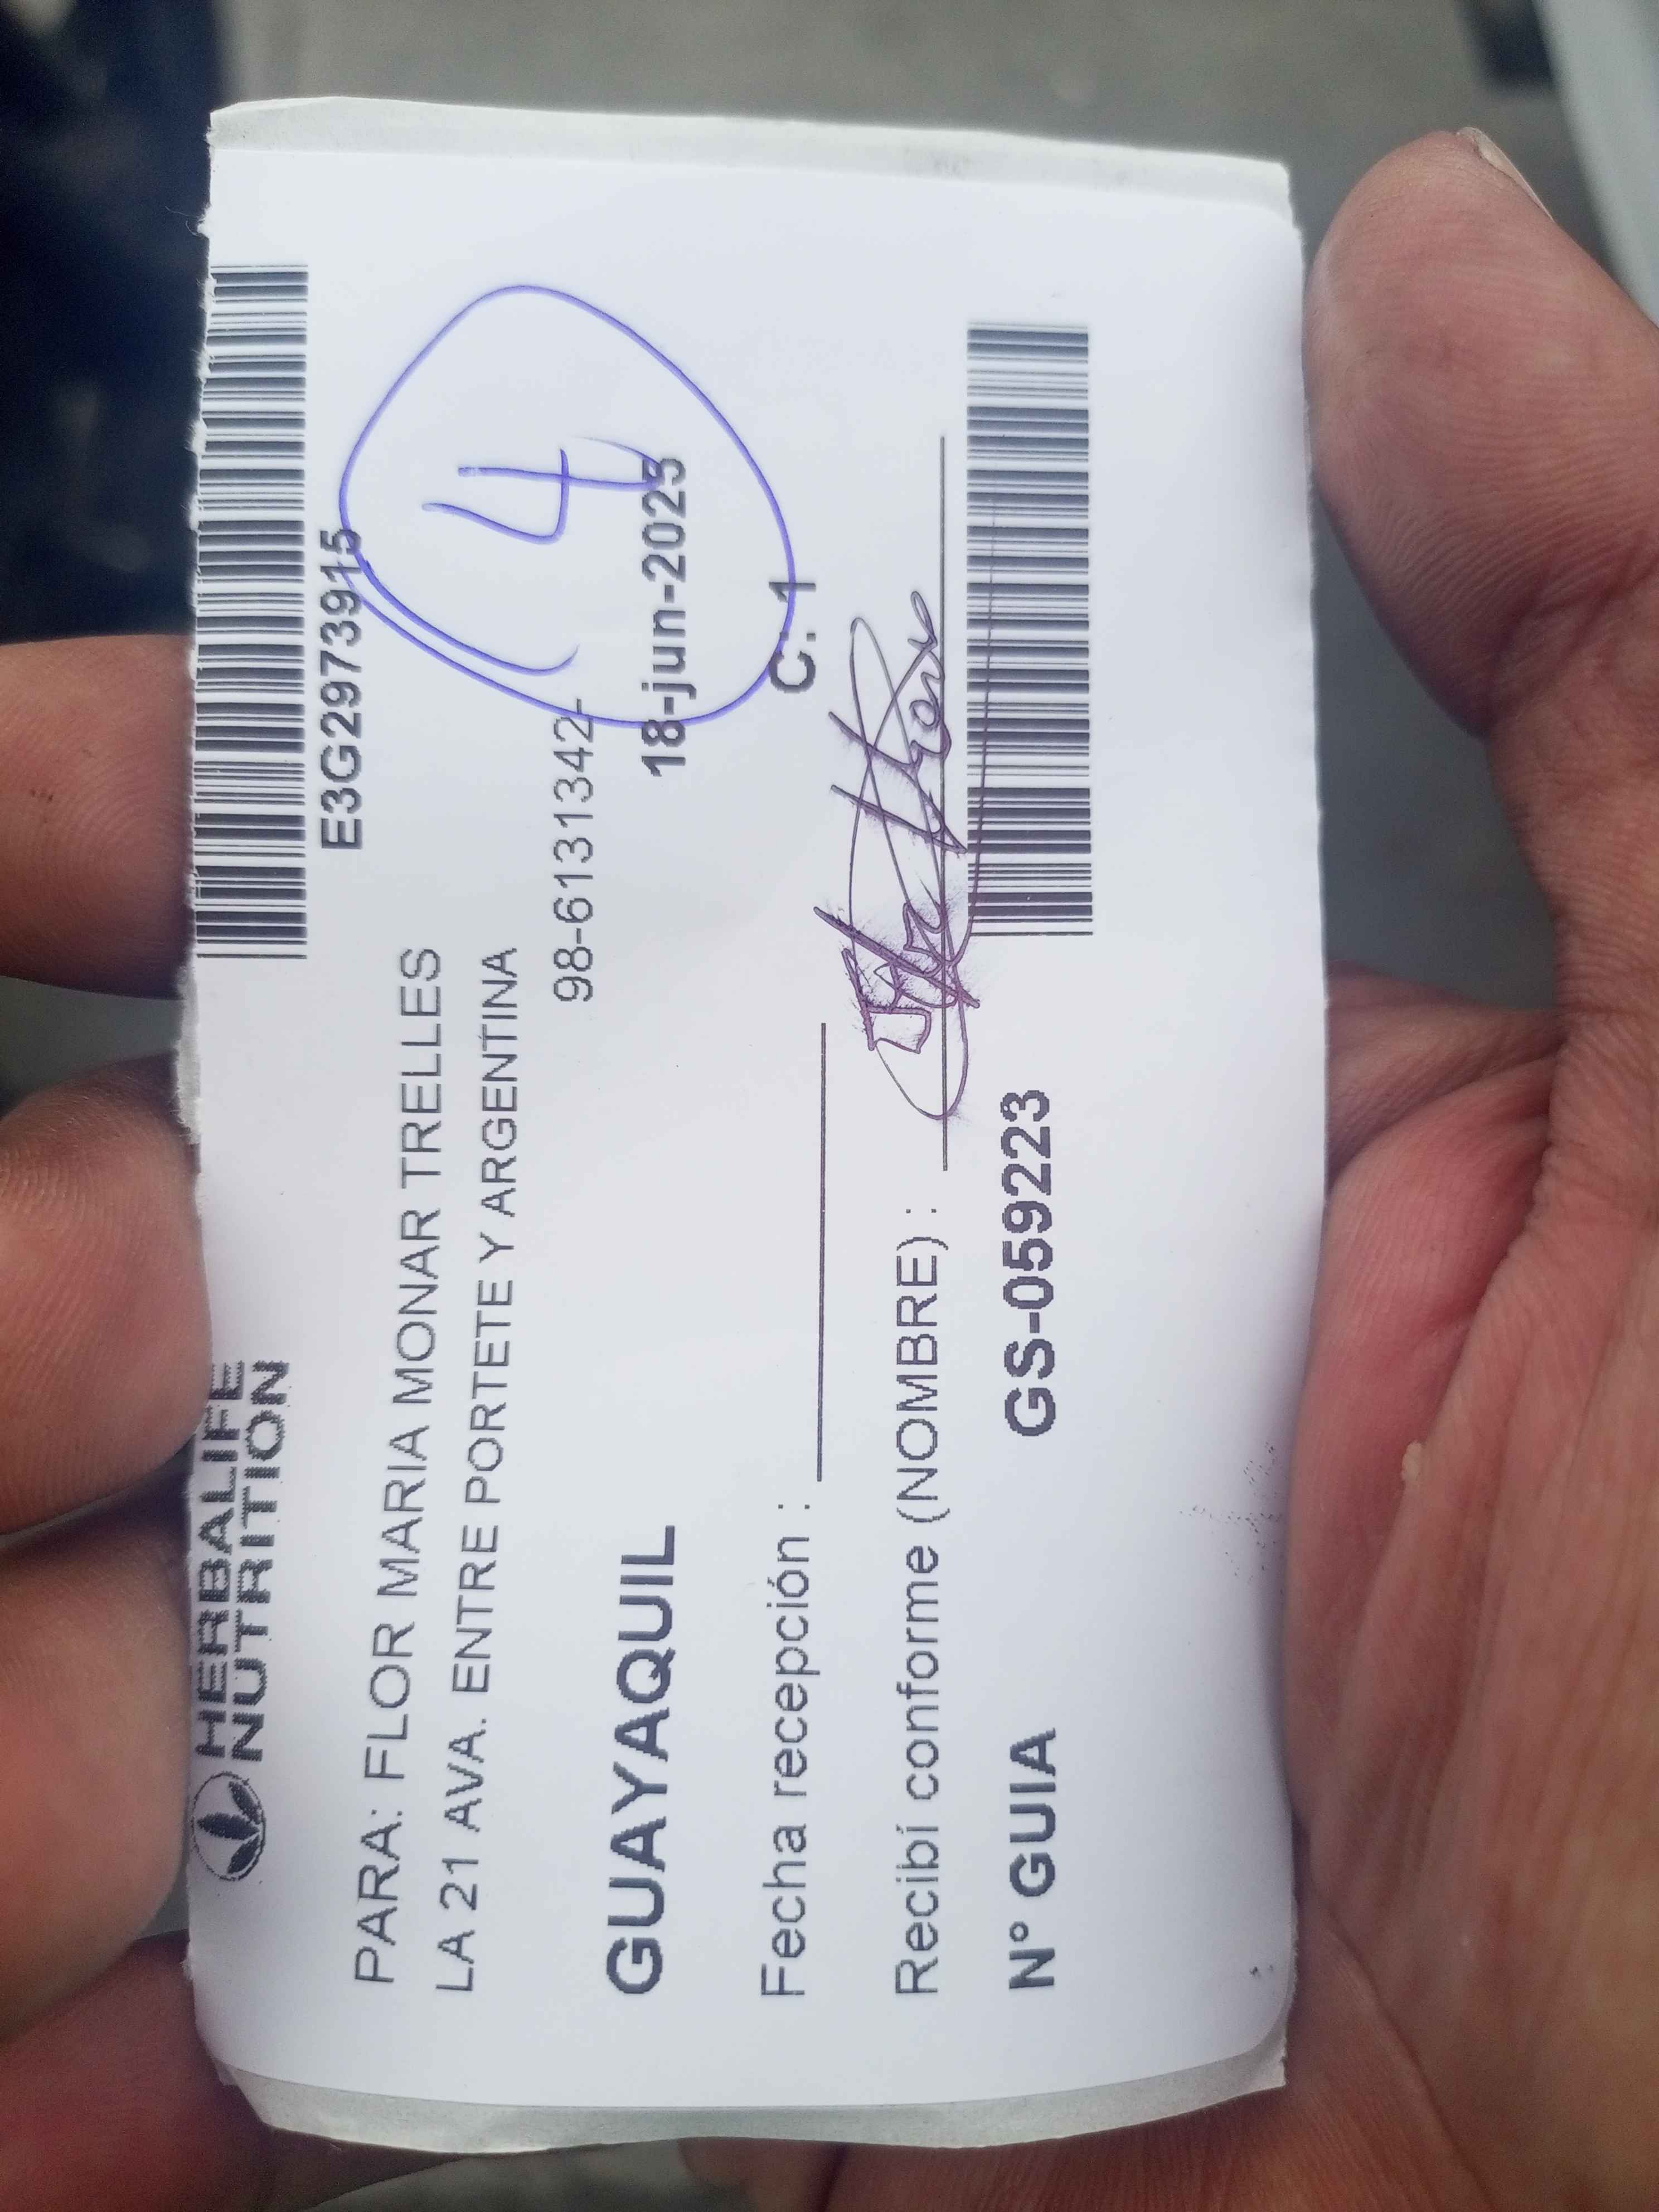 HERBALIFE
NUTRITION
E3G2973915
PARA: FLOR MARIA MONAR TRELLES
LA 21 AVA. ENTRE PORTETE Y ARGENTINA
98-6131342-
4
GUAYAQUIL
18-jun-2025
Fecha recepción :
C: 1
Recibí conforme (NOMBRE) :
N° GUIA
GS-059223